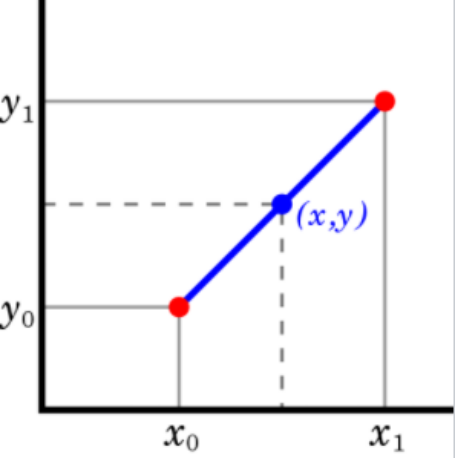 y₁
(x,y)
y₀
x₀ x₁